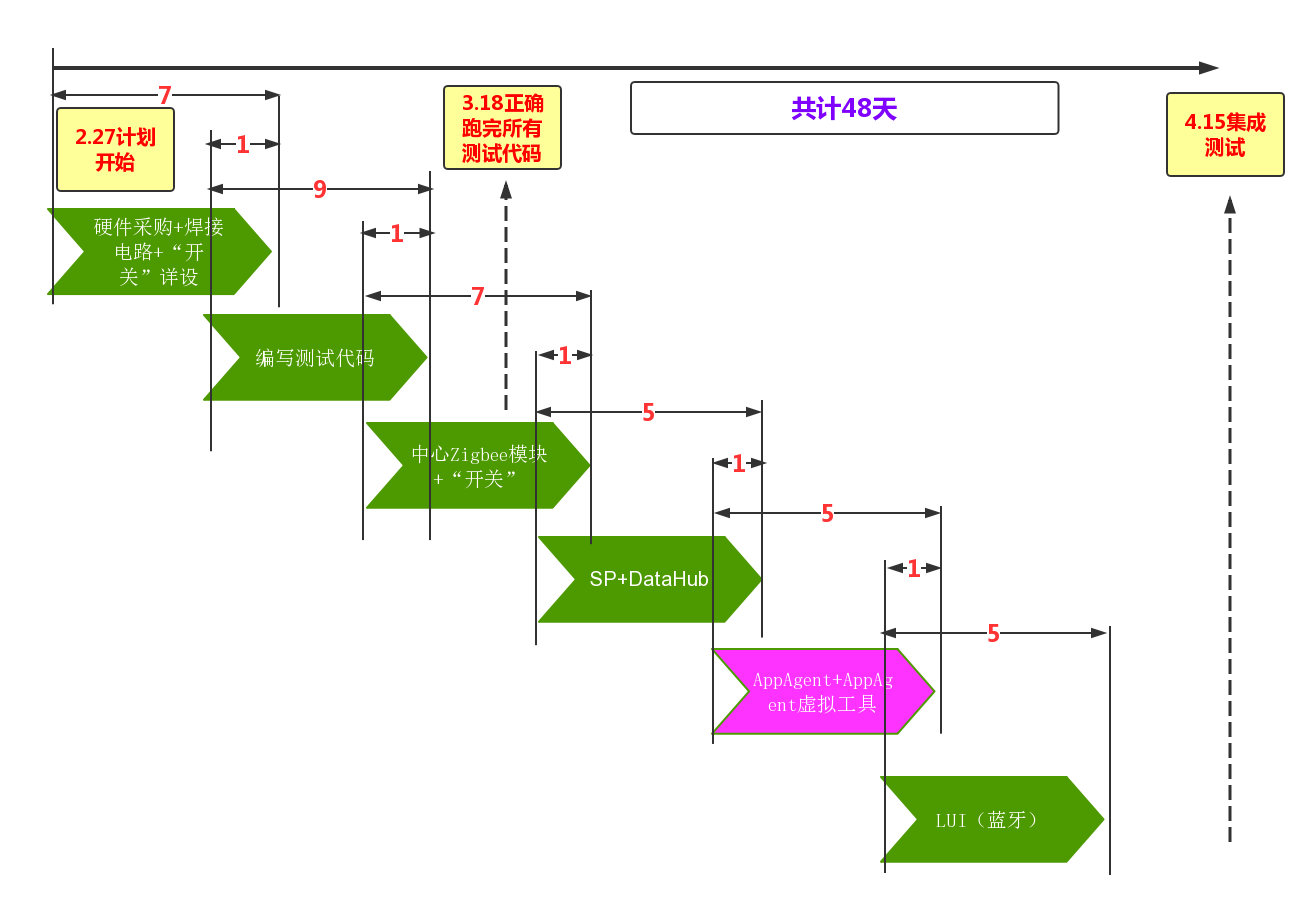 7
2.27计划
开始
1
3.18正确
跑完所有
测试代码
共计48天
4.15集成
测试
9
硬件采购+焊接
电路+“开
关”详设
1
7
编写测试代码
1
5
中心Zigbee模块
+“开关”
1
5
SP+DataHub
1
5
AppAgent+AppAg
ent虚拟工具
LUI（蓝牙）